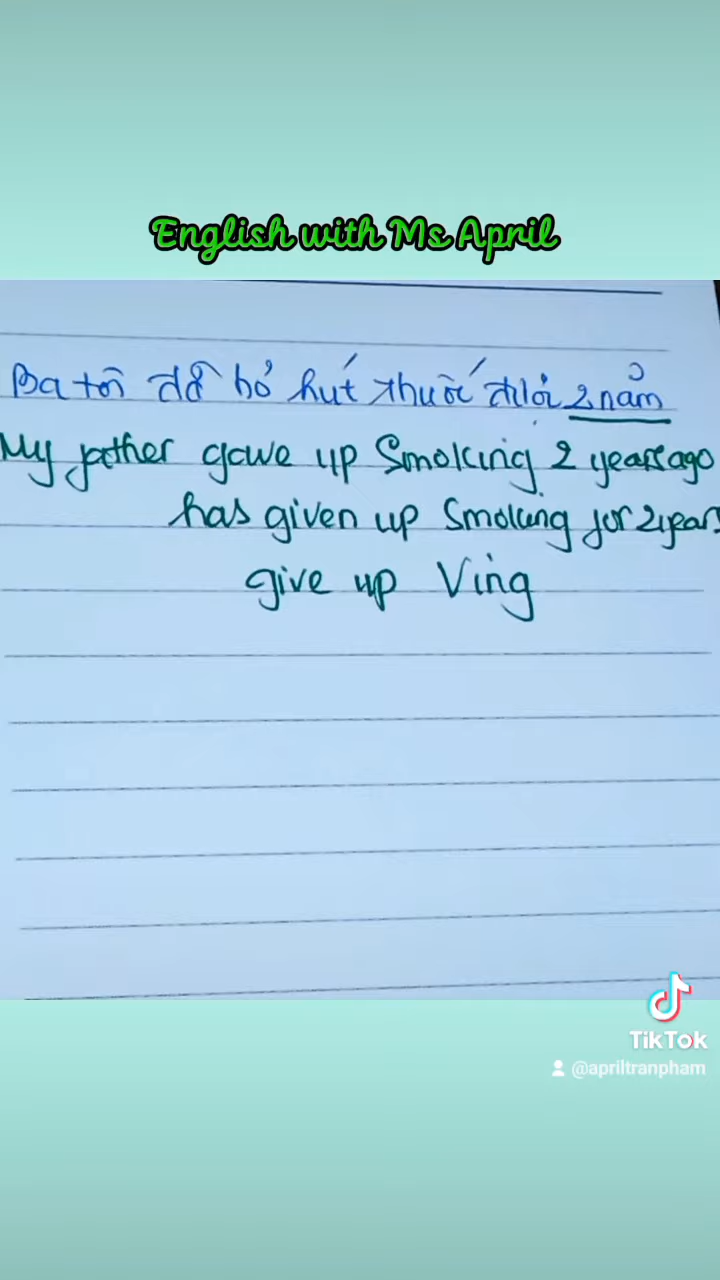 English with Ms April
Ba tôi đã bỏ hút thuốc được 2 năm
My father gave up Smoking 2 years ago
has given up Smoking for 2 years
give up Ving
TikTok
@apriltranpham